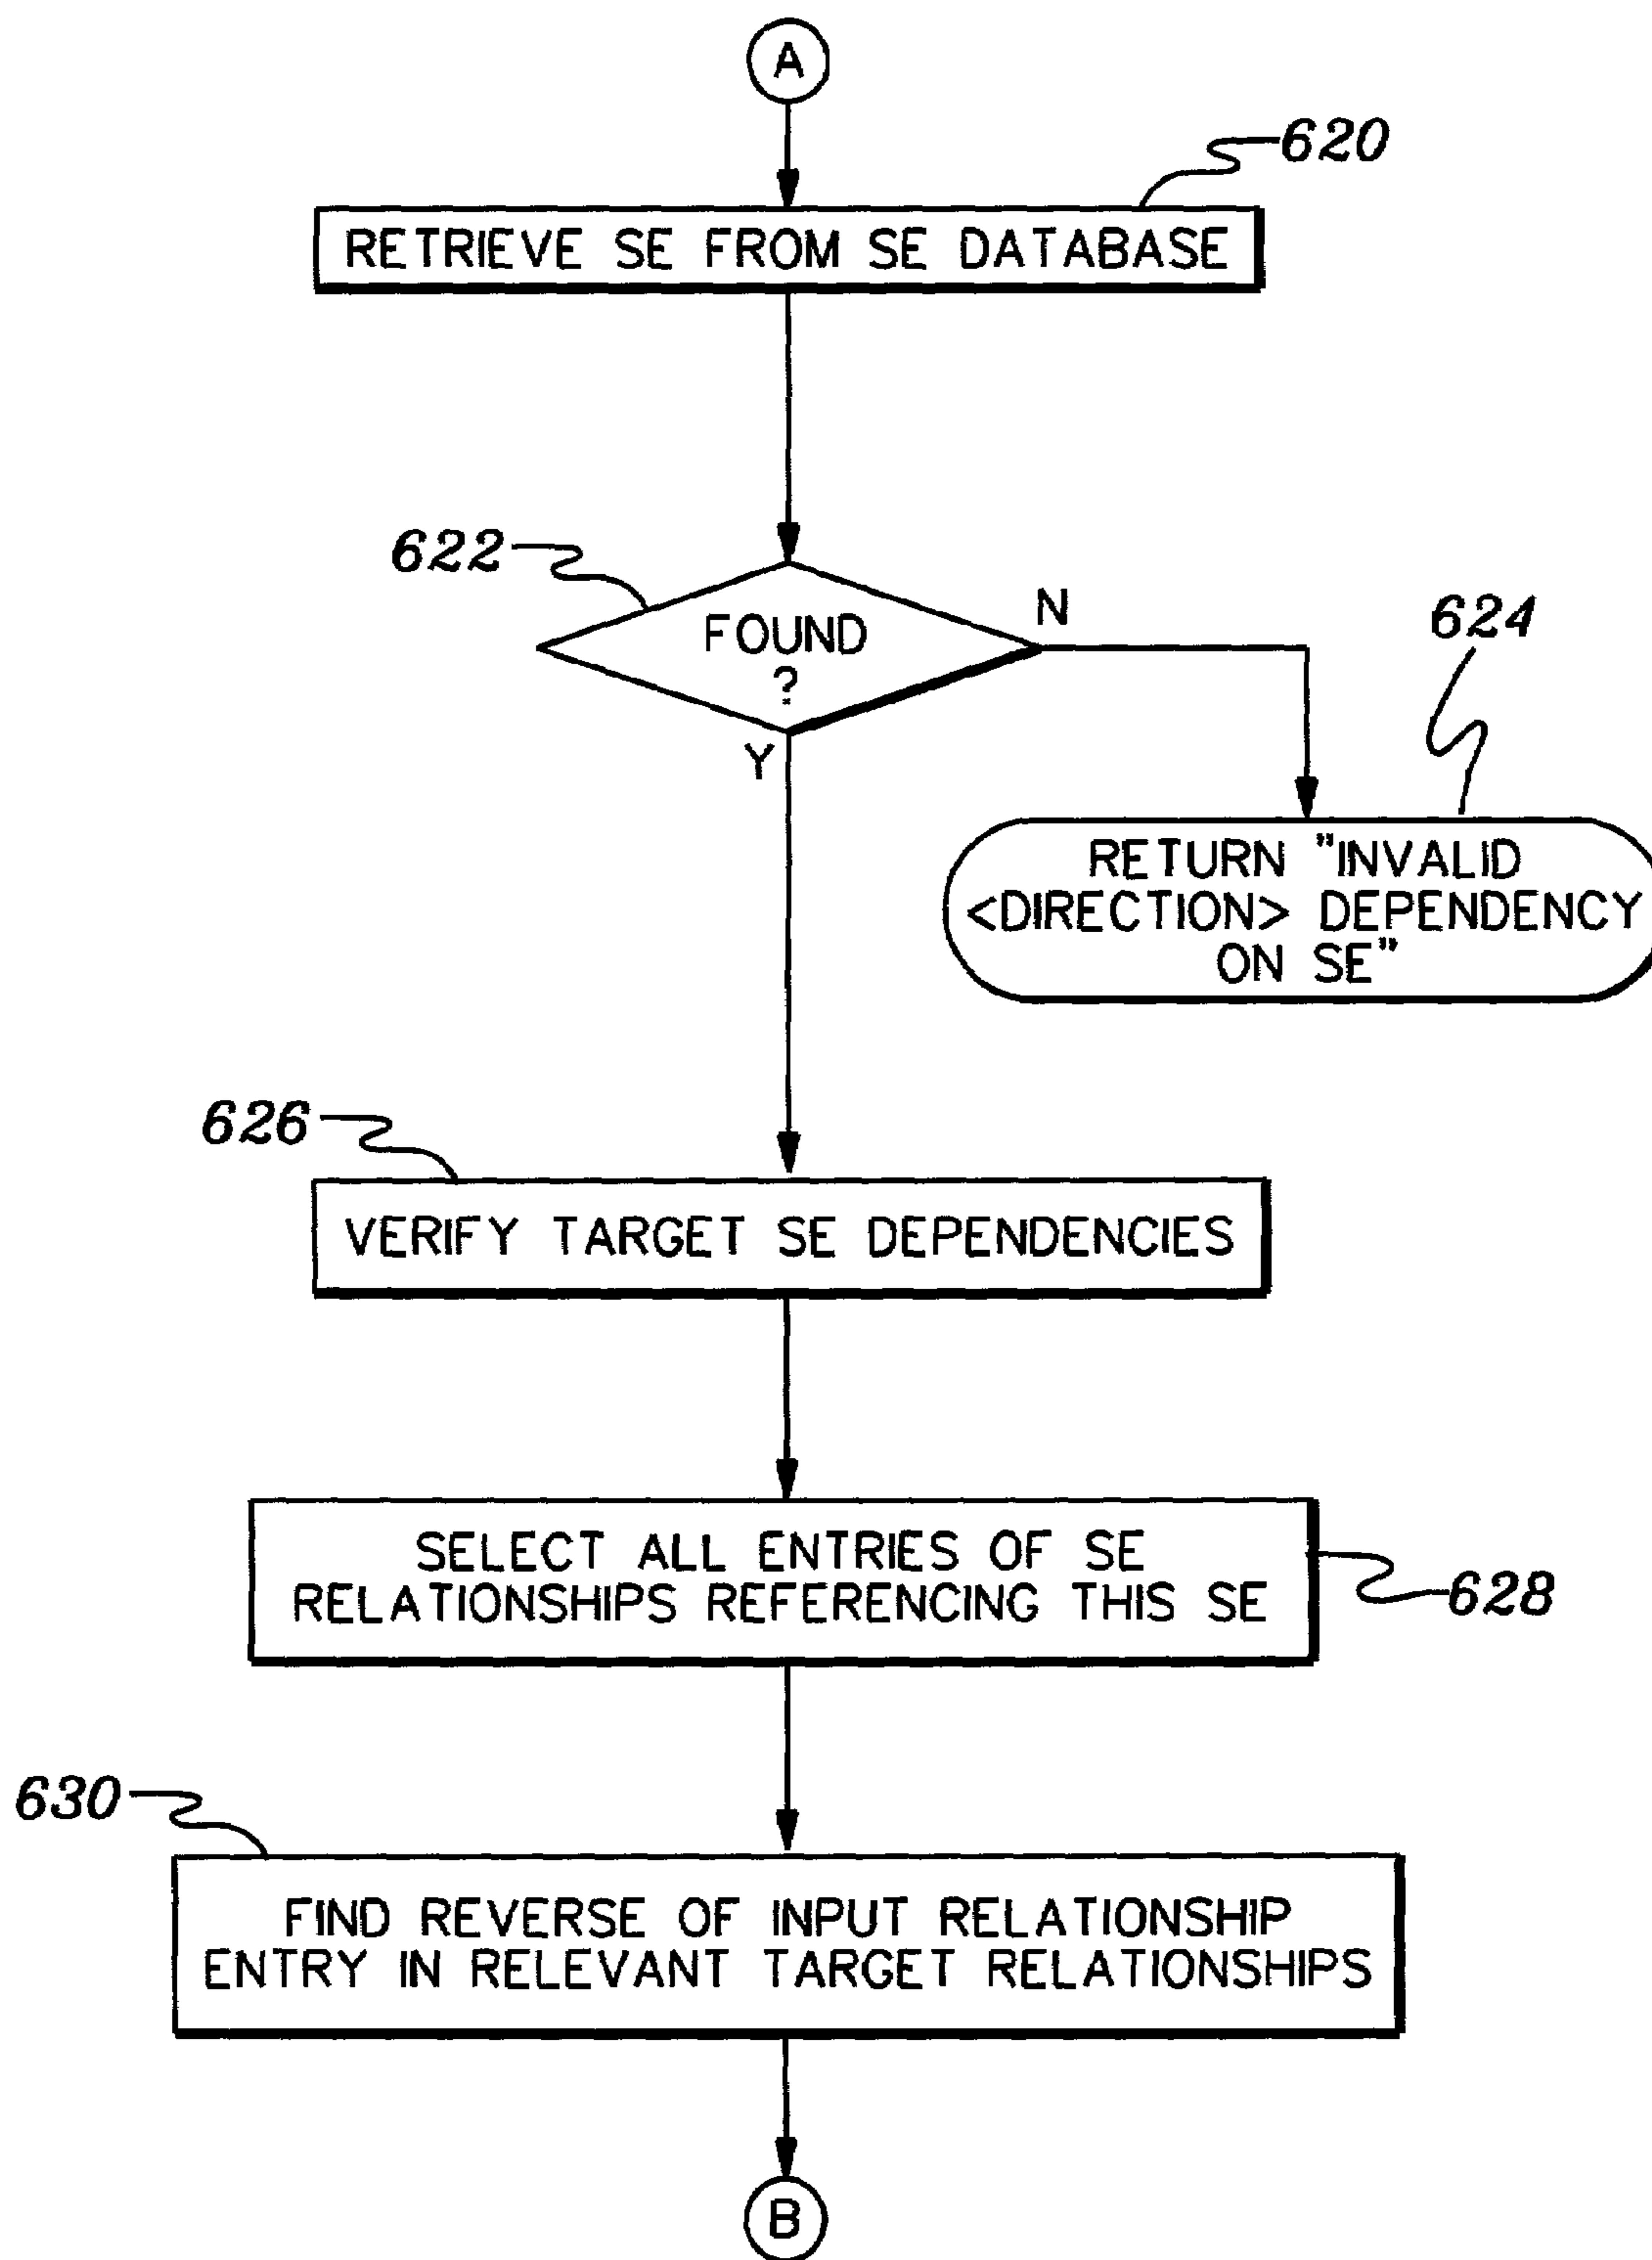 A
620
RETRIEVE SE FROM SE DATABASE
622
FOUND
?
N
Y
624
RETURN "INVALID
<DIRECTION> DEPENDENCY
ON SE"
626
VERIFY TARGET SE DEPENDENCIES
SELECT ALL ENTRIES OF SE
RELATIONSHIPS REFERENCING THIS SE
628
630
FIND REVERSE OF INPUT RELATIONSHIP
ENTRY IN RELEVANT TARGET RELATIONSHIPS
B